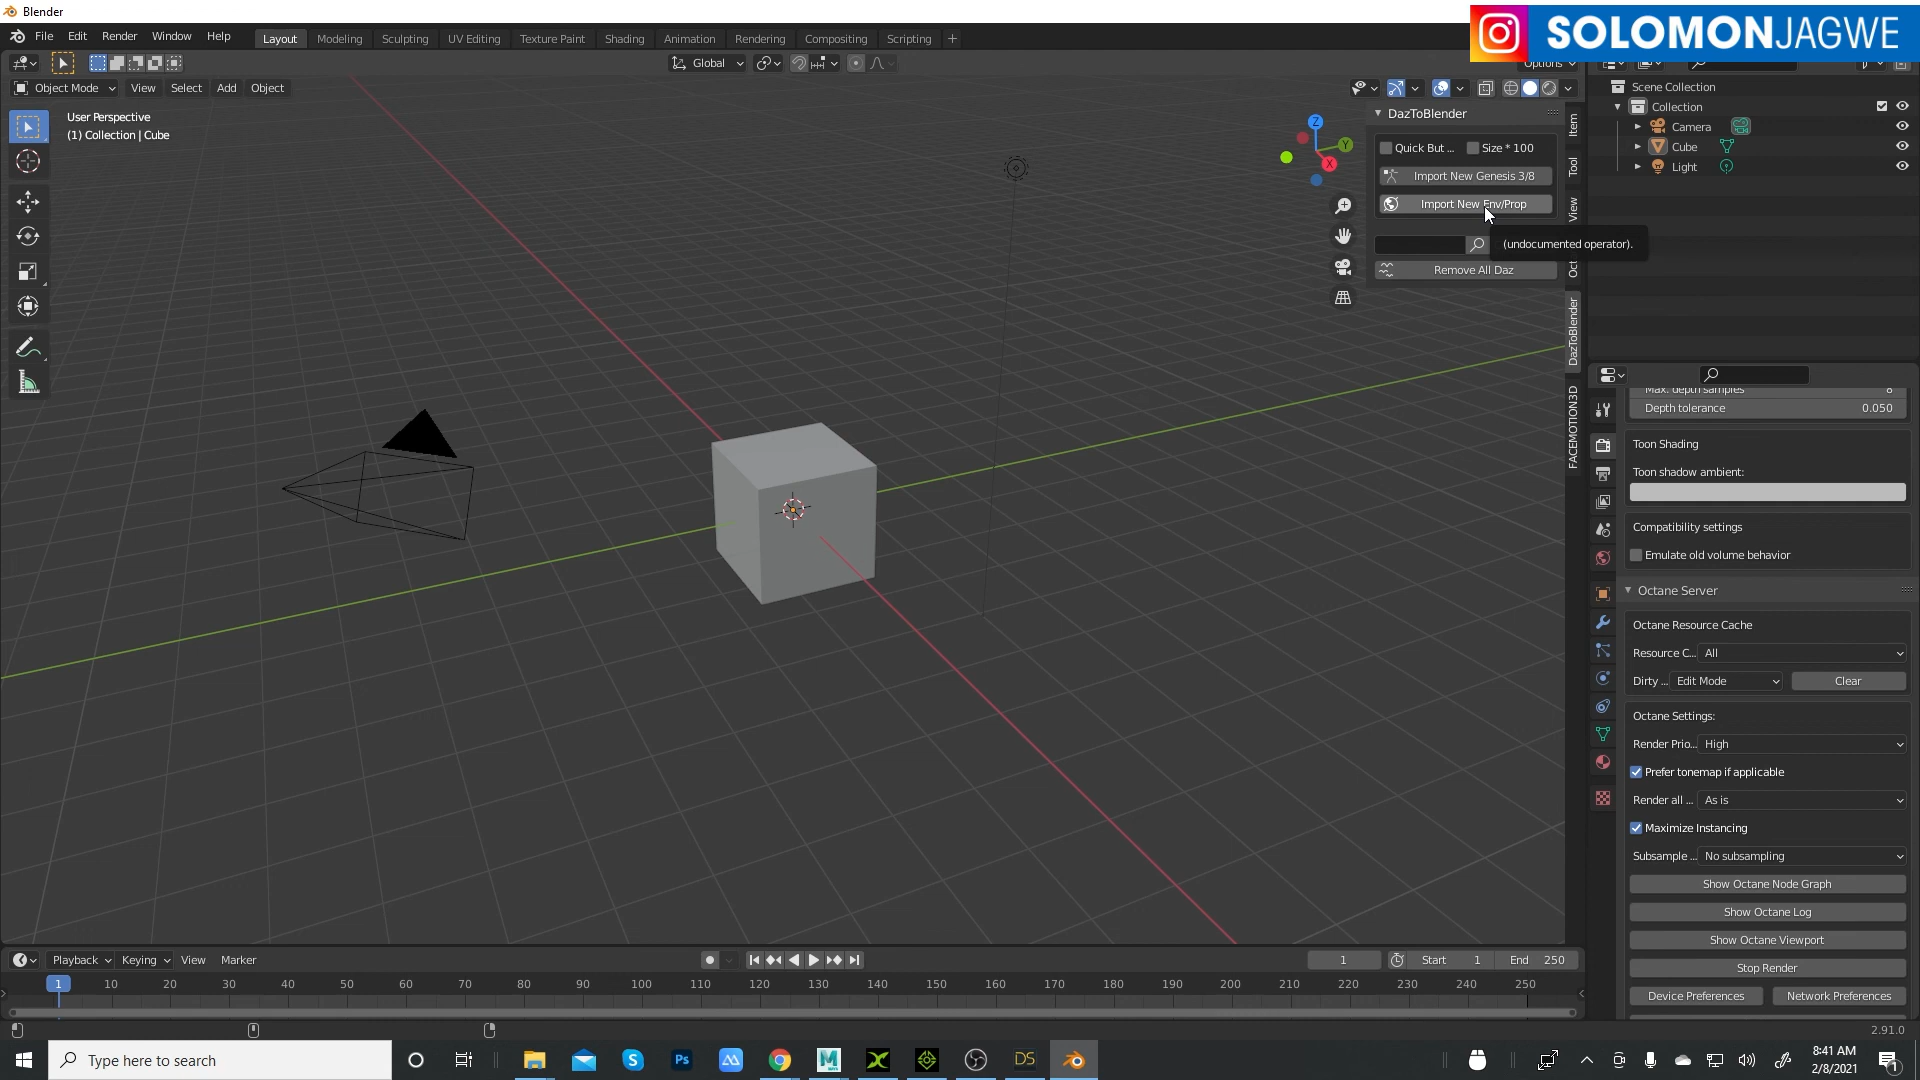 Blender
SOLOMONJAGWE
File Edit Render Window Help
Layout Modeling Sculpting UV Editing Texture Paint Shading Animation Rendering Compositing Scripting +
Global
Options
Object Mode View Select Add Object
User Perspective
(1) Collection | Cube
DazToBlender
Quick But ... Size * 100
Import New Genesis 3/8
Import New Env/Prop
(undocumented operator).
Remove All Daz
Z
Y
X
Item
Tool
View
Oct
DazToBlender
FACEMOTION3D
Scene Collection
Collection
Camera
Cube
Light
Max. depth samples 8
Depth tolerance 0.050
Toon Shading
Toon shadow ambient:
Compatibility settings
Emulate old volume behavior
Octane Server
Octane Resource Cache
Resource C... All
Dirty ... Edit Mode Clear
Octane Settings:
Render Prio... High
Prefer tonemap if applicable
Render all ... As is
Maximize Instancing
Subsample ... No subsampling
Show Octane Node Graph
Show Octane Log
Show Octane Viewport
Stop Render
Device Preferences Network Preferences
Playback Keying View Marker
1 Start 1 End 250
1 10 20 30 40 50 60 70 80 90 100 110 120 130 140 150 160 170 180 190 200 210 220 230 240 250
2.91.0
Type here to search
Ps
M
DS
8:41 AM
2/8/2021
1